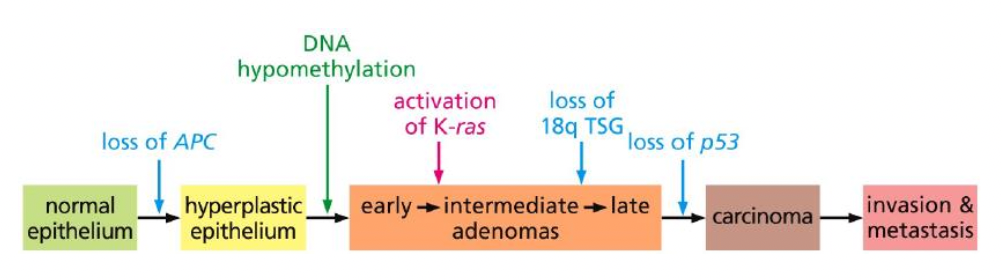 DNA
hypomethylation
activation
of K-ras
loss of
18q TSG
loss of APC
loss of p53
normal
epithelium
hyperplastic
epithelium
early intermediate late
adenomas
carcinoma
invasion &
metastasis